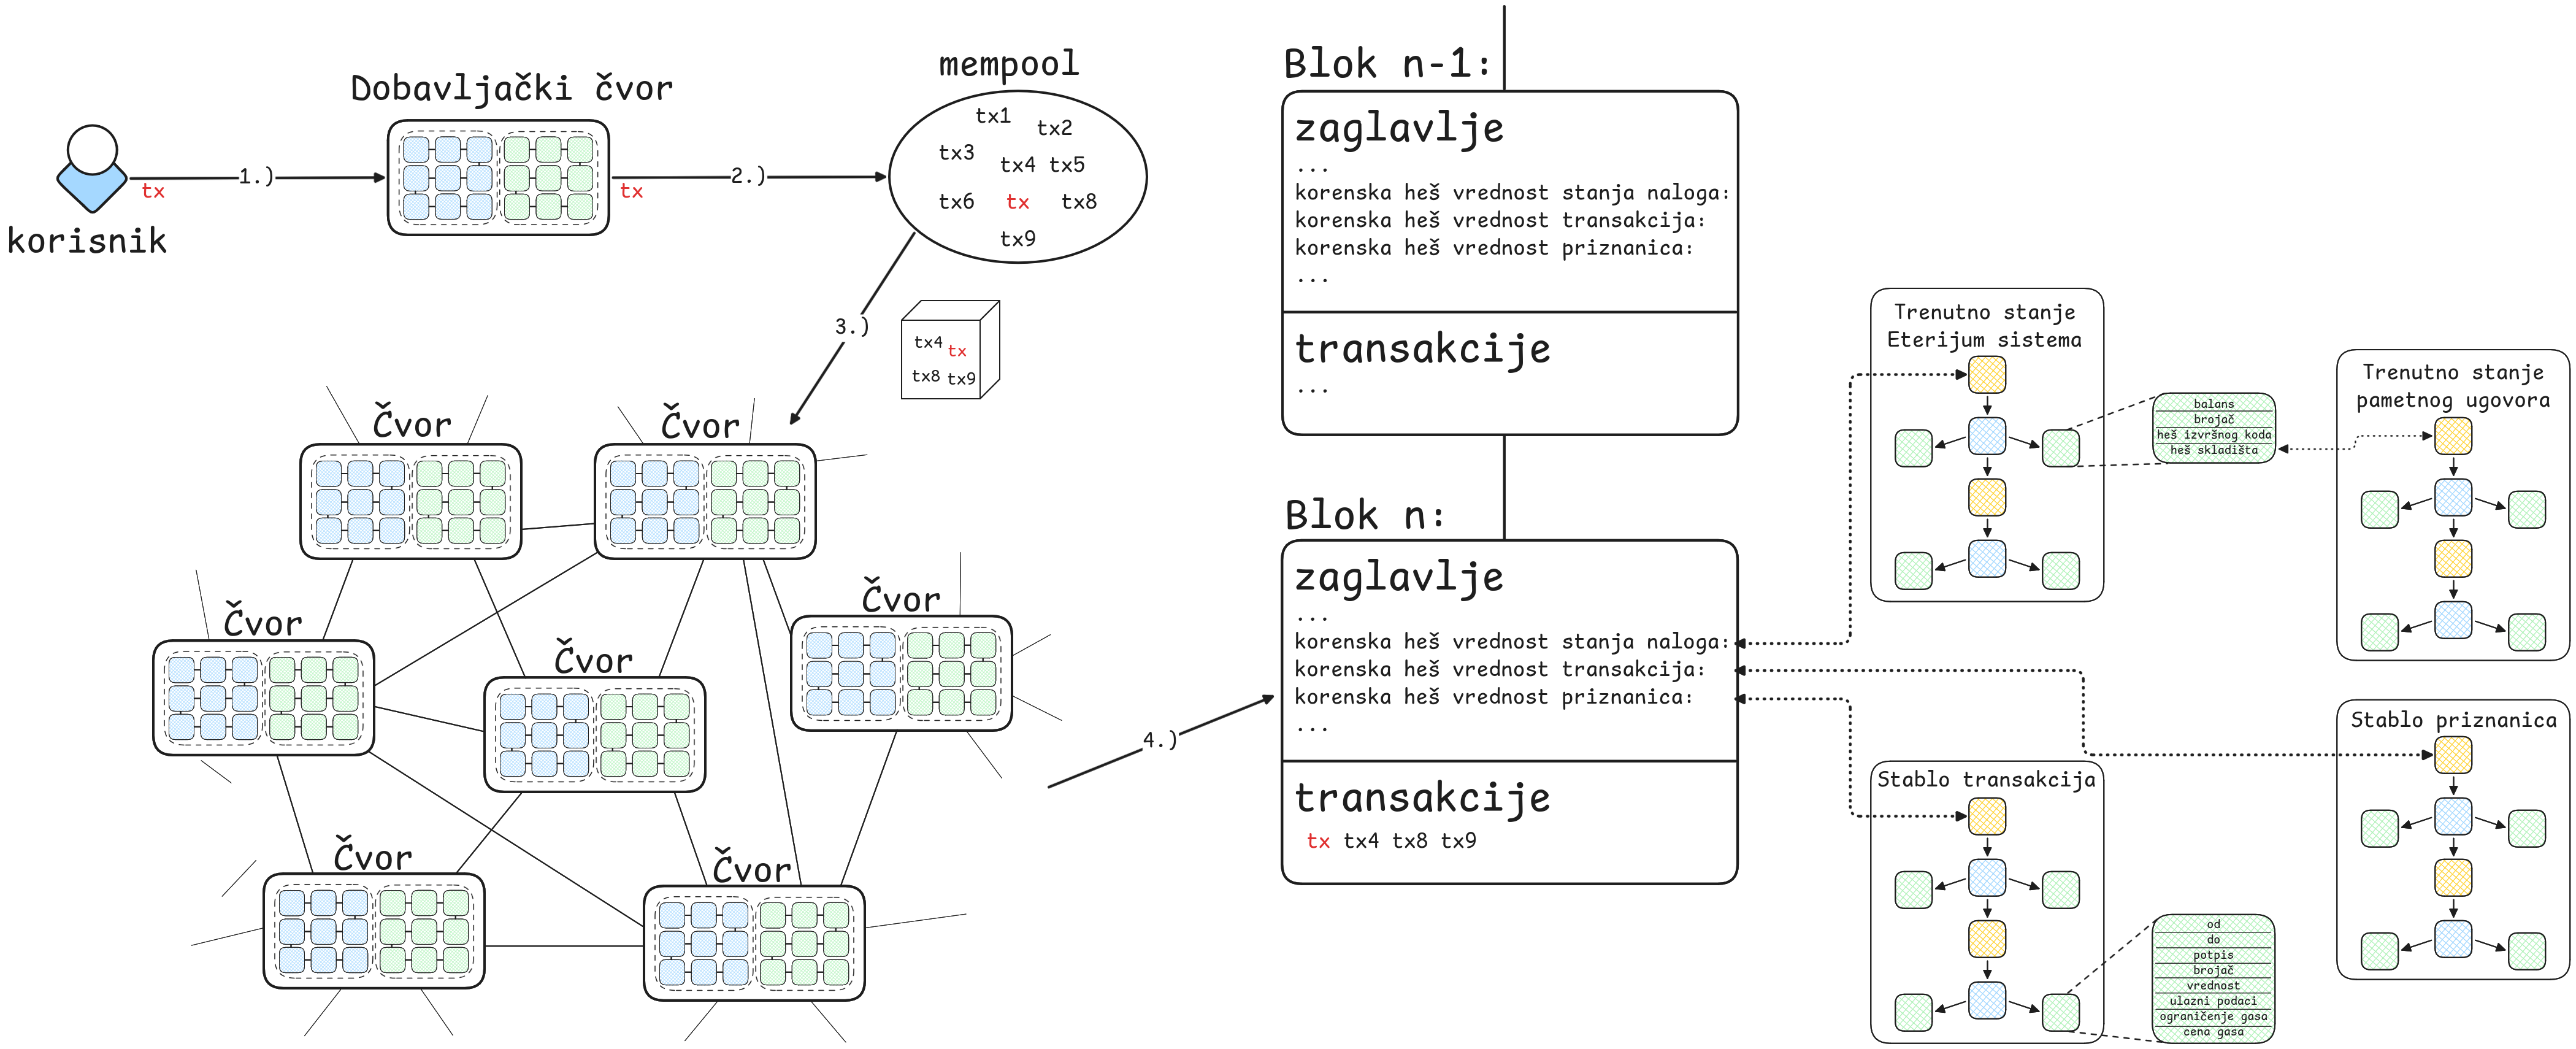 Dobavljački čvor
korisnik
tx
1.)
tx
2.)
mempool
tx1
tx2
tx3
tx4 tx5
tx6 tx tx8
tx9
3.)
tx4 tx
tx8 tx9
Čvor
Čvor
Čvor
Čvor
Čvor
Čvor
Čvor
4.)
Blok n-1:
zaglavlje
...
korenska heš vrednost stanja naloga:
korenska heš vrednost transakcija:
korenska heš vrednost priznanica:
...
transakcije
...
Blok n:
zaglavlje
...
korenska heš vrednost stanja naloga:
korenska heš vrednost transakcija:
korenska heš vrednost priznanica:
...
transakcije
tx tx4 tx8 tx9
Trenutno stanje
Eterijum sistema
balans
brojač
heš izvršnog koda
heš skladišta
Trenutno stanje
pametnog ugovora
Stablo priznanica
Stablo transakcija
od
do
potpis
brojač
vrednost
ulazni podaci
ograničenje gasa
cena gasa